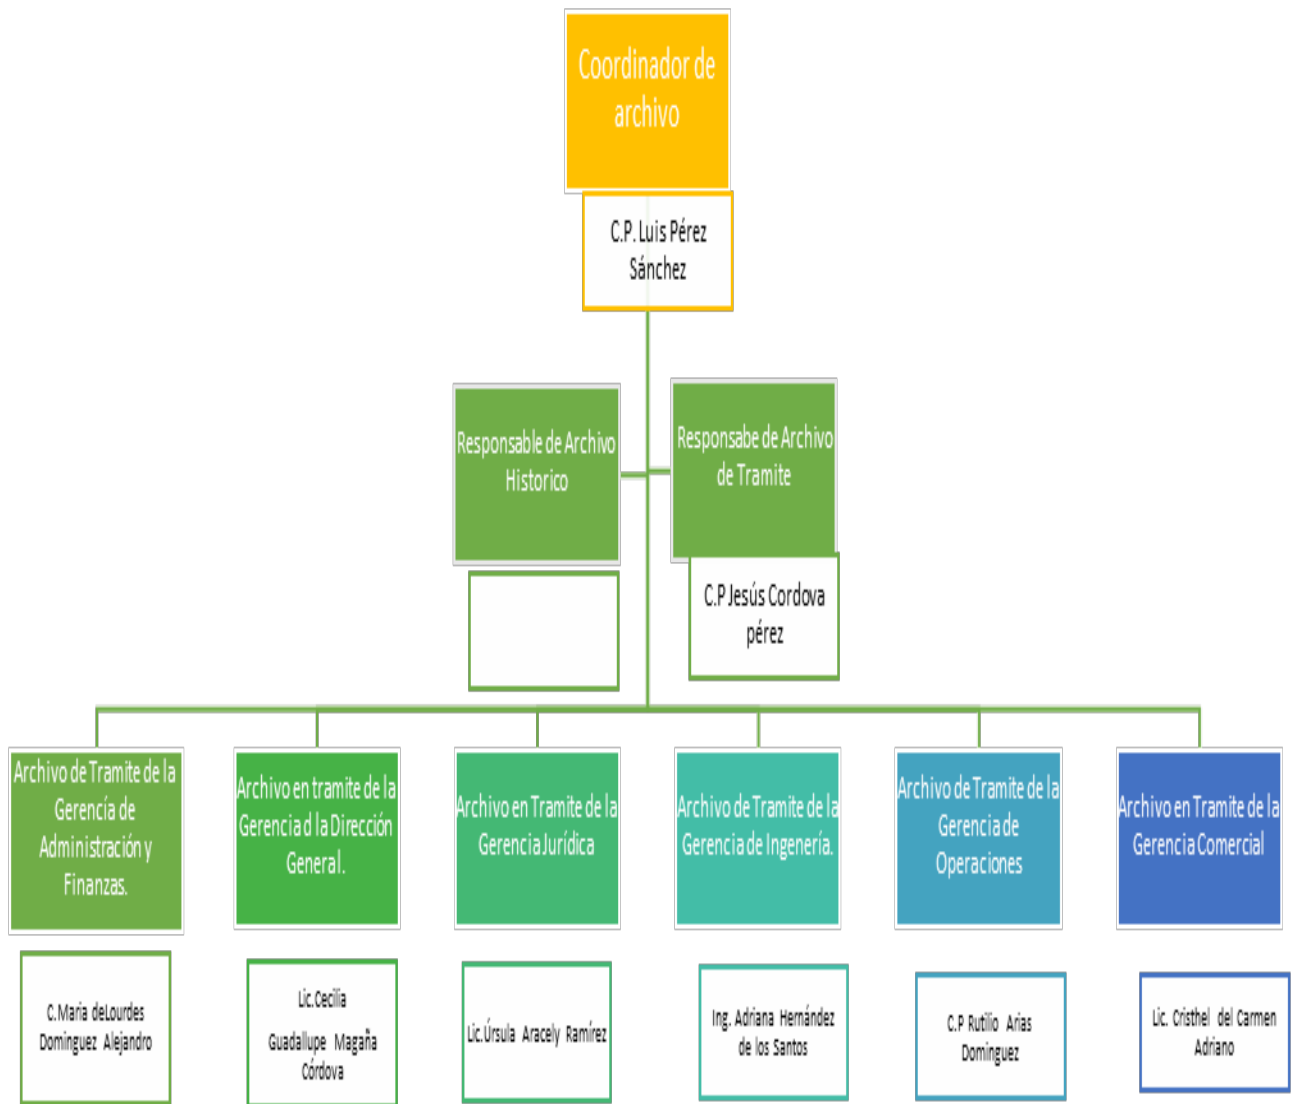 Coordinador de
archivo
C.P. Luis Pérez
Sánchez
Responsable de Archivo
Historico
Responsabe de Archivo
de Tramite
C.P Jesús Cordova
pérez
Archivo de Tramite de la
Gerencía de
Administración y
Finanzas.
Archivo en tramite de la
Gerencia d la Dirección
General.
Archivo en Tramite de la
Gerencia Jurídica
Archivo de Tramite de la
Gerencia de Ingenería.
Archivo de Tramite de la
Gerencia de
Operaciones
Archivo en Tramite de la
Gerencia Comercial
C. Maria deLourdes
Dominguez Alejandro
Lic.Cecilia
Guadallupe Magaña
Córdova
Lic.Úrsula Aracely Ramírez
Ing. Adriana Hernández
de los Santos
C.P Rutilio Arias
Dominguez
Lic. Cristhel del Carmen
Adriano